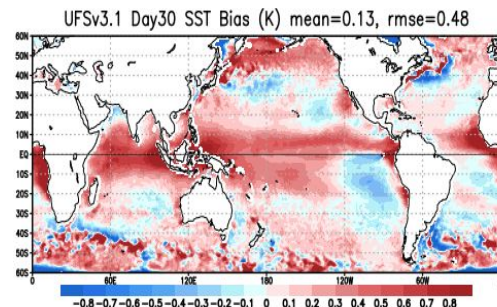 UFSv3.1 Day30 SST Bias (K) mean=0.13, rmse=0.48
60N
50N
40N
30N
20N
10N
EQ
10S
20S
30S
40S
50S
60S
0 60E 120E 180 120W 60W
-0.8 -0.7 -0.6 -0.5 -0.4 -0.3 -0.2 -0.1 0 0.1 0.2 0.3 0.4 0.5 0.6 0.7 0.8